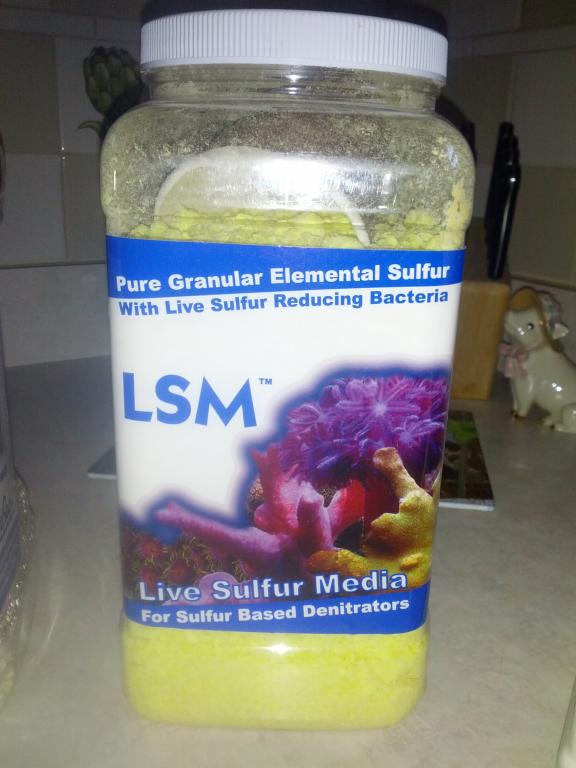 Pure Granular Elemental Sulfur
With Live Sulfur Reducing Bacteria
LSM™
Live Sulfur Media
For Sulfur Based Denitrators